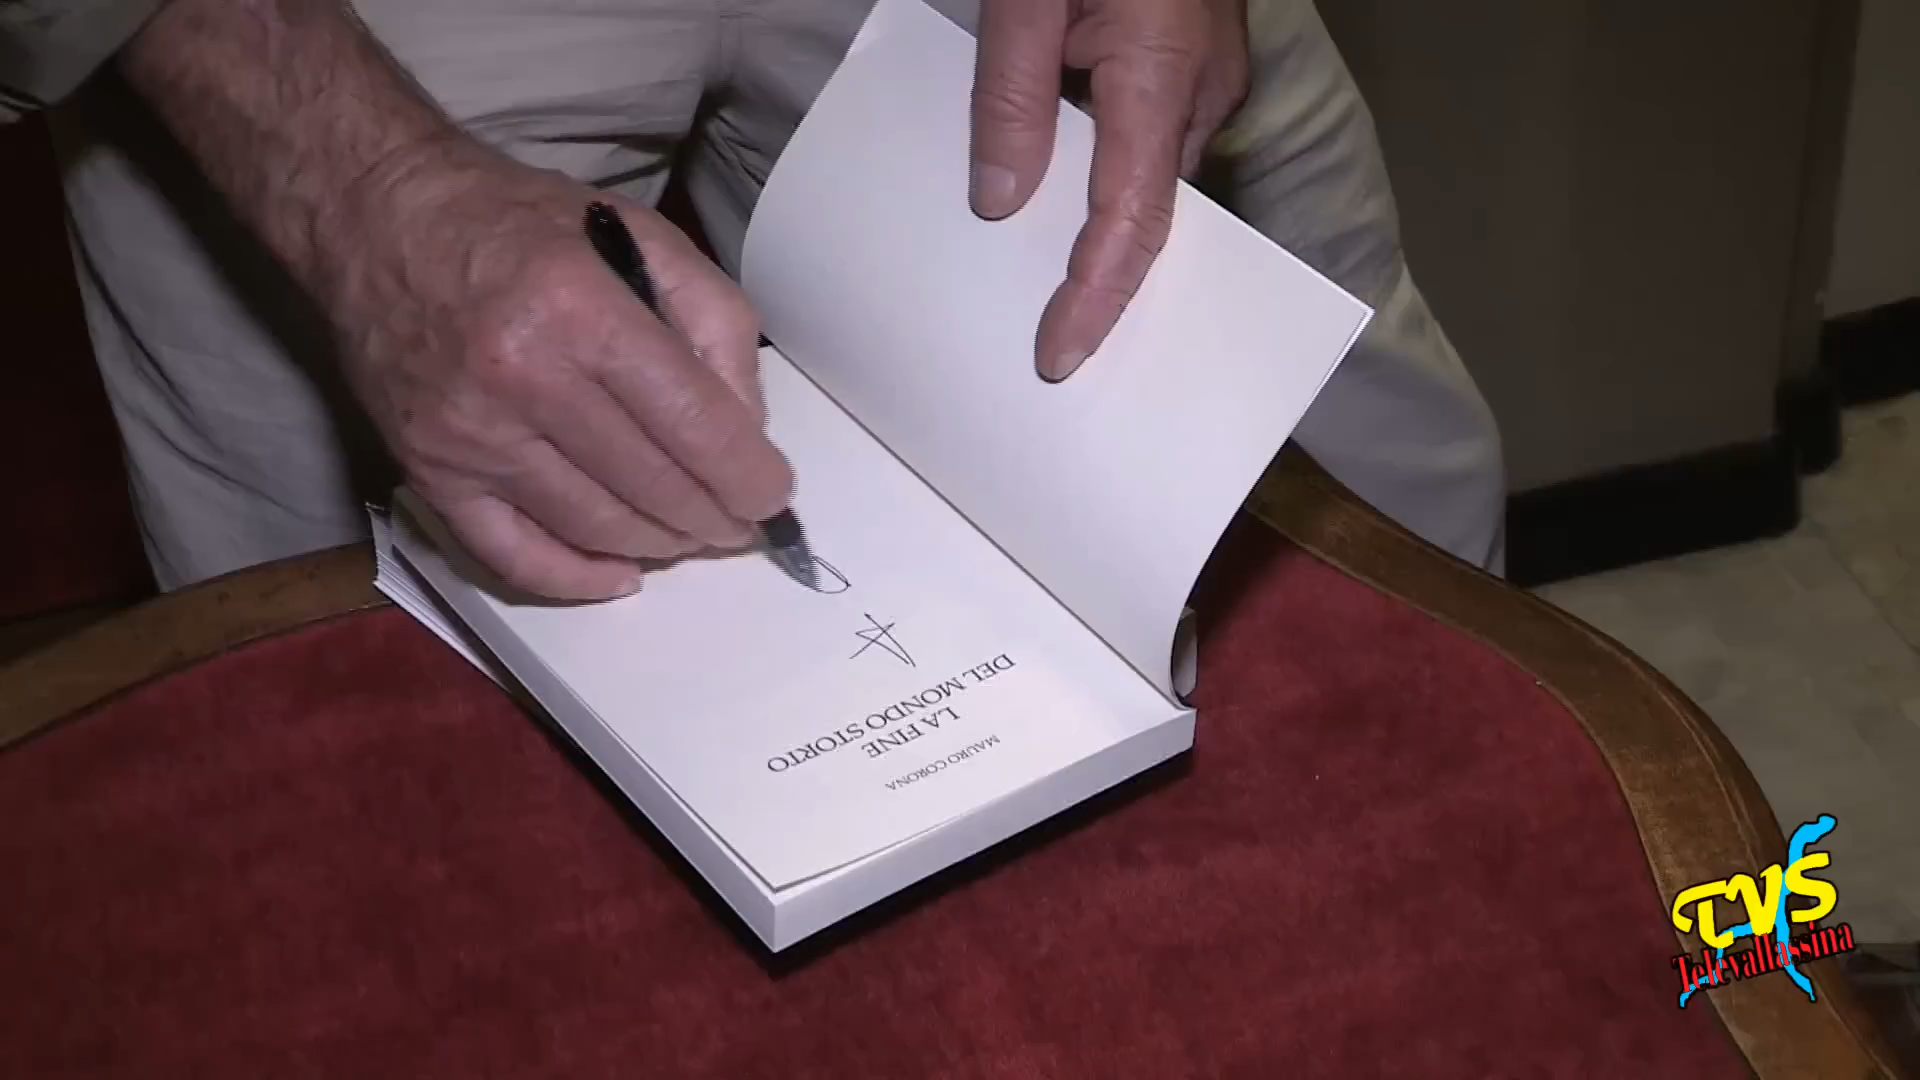 MAURO CORONA
LA FINE
DEL MONDO STORTO
A
TVS
Televallassina